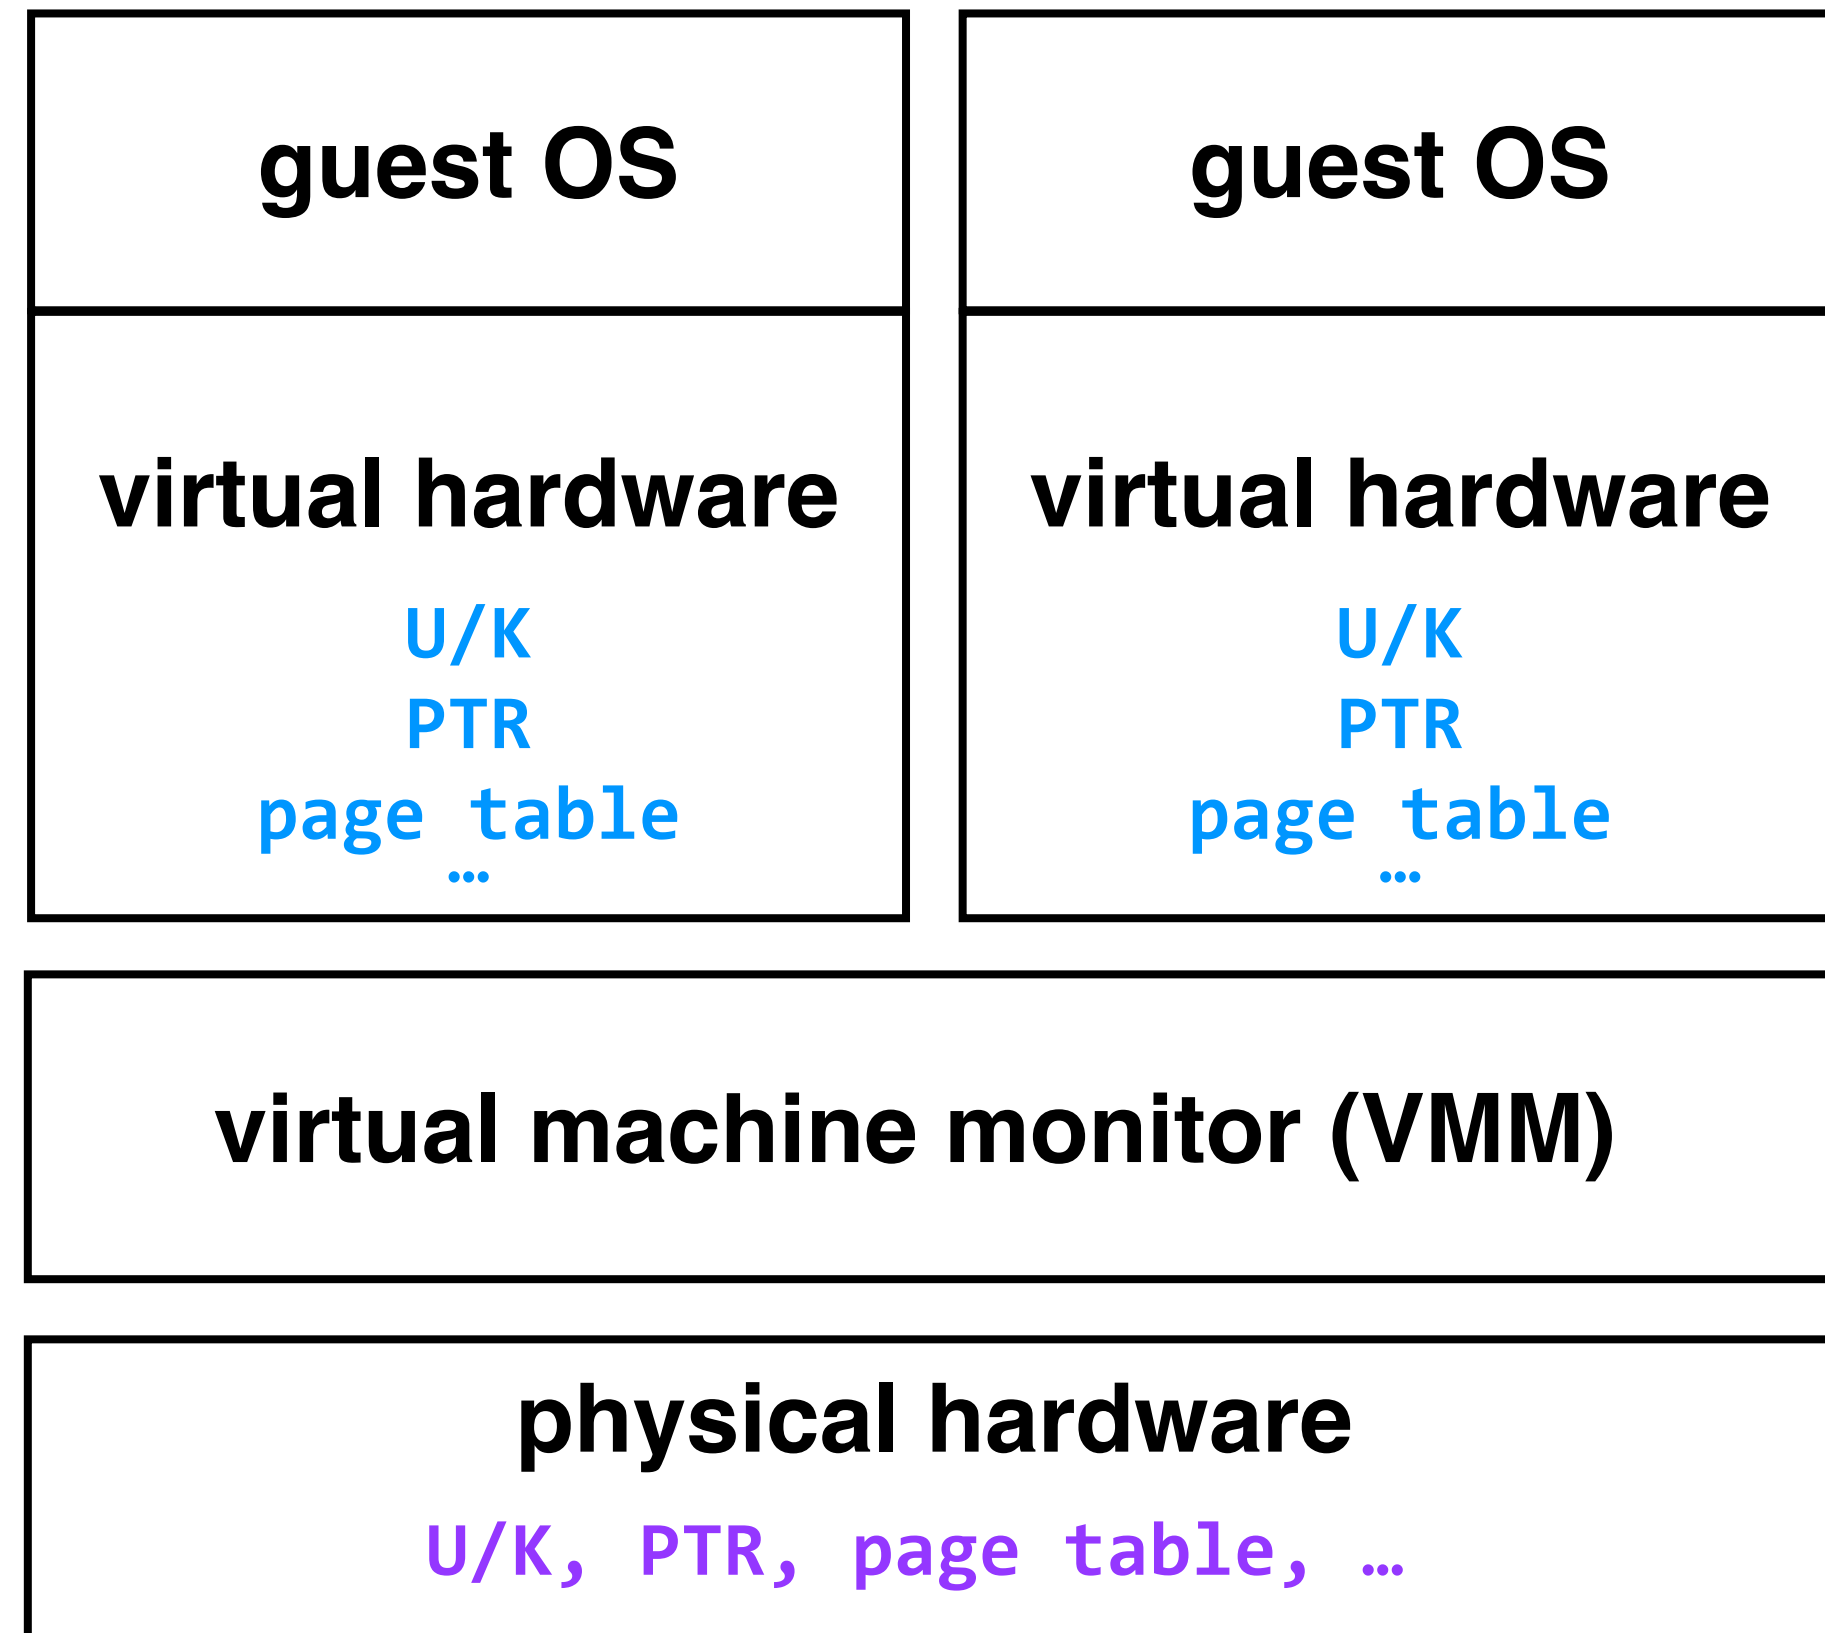 guest OS
guest OS
virtual hardware
U/K
PTR
page table
…
virtual hardware
U/K
PTR
page table
…
virtual machine monitor (VMM)
physical hardware
U/K, PTR, page table, …